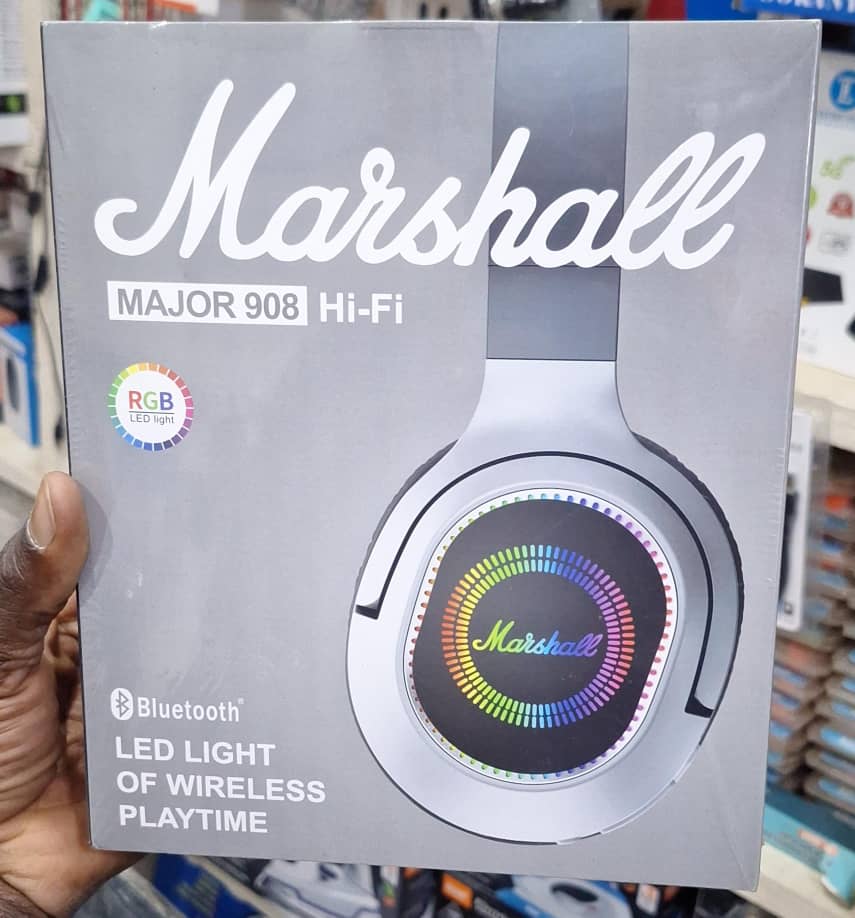 Marshall
MAJOR 908 Hi-Fi
RGB
LED light
Marshall
Bluetooth®
LED LIGHT
OF WIRELESS
PLAYTIME